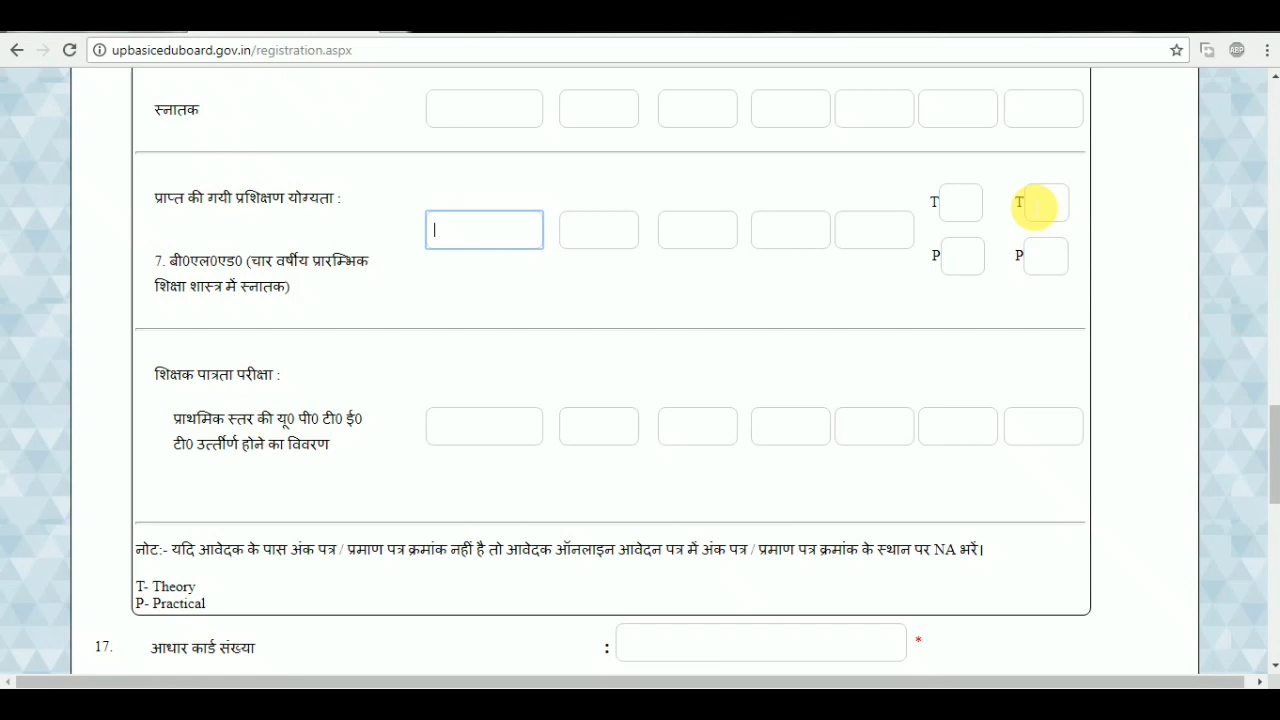 upbasiceduboard.gov.in/registration.aspx
ABP
स्नातक
प्राप्त की गयी प्रशिक्षण योग्यता :
T T
7. बी0एल0एड0 (चार वर्षीय प्रारम्भिक
शिक्षा शास्त्र में स्नातक)
P P
शिक्षक पात्रता परीक्षा :
प्राथमिक स्तर की यू0 पी0 टी0 ई0
टी0 उर्त्तीर्ण होने का विवरण
नोट:- यदि आवेदक के पास अंक पत्र / प्रमाण पत्र क्रमांक नहीं है तो आवेदक ऑनलाइन आवेदन पत्र में अंक पत्र / प्रमाण पत्र क्रमांक के स्थान पर NA भरें।
T- Theory
P- Practical
17. आधार कार्ड संख्या : *